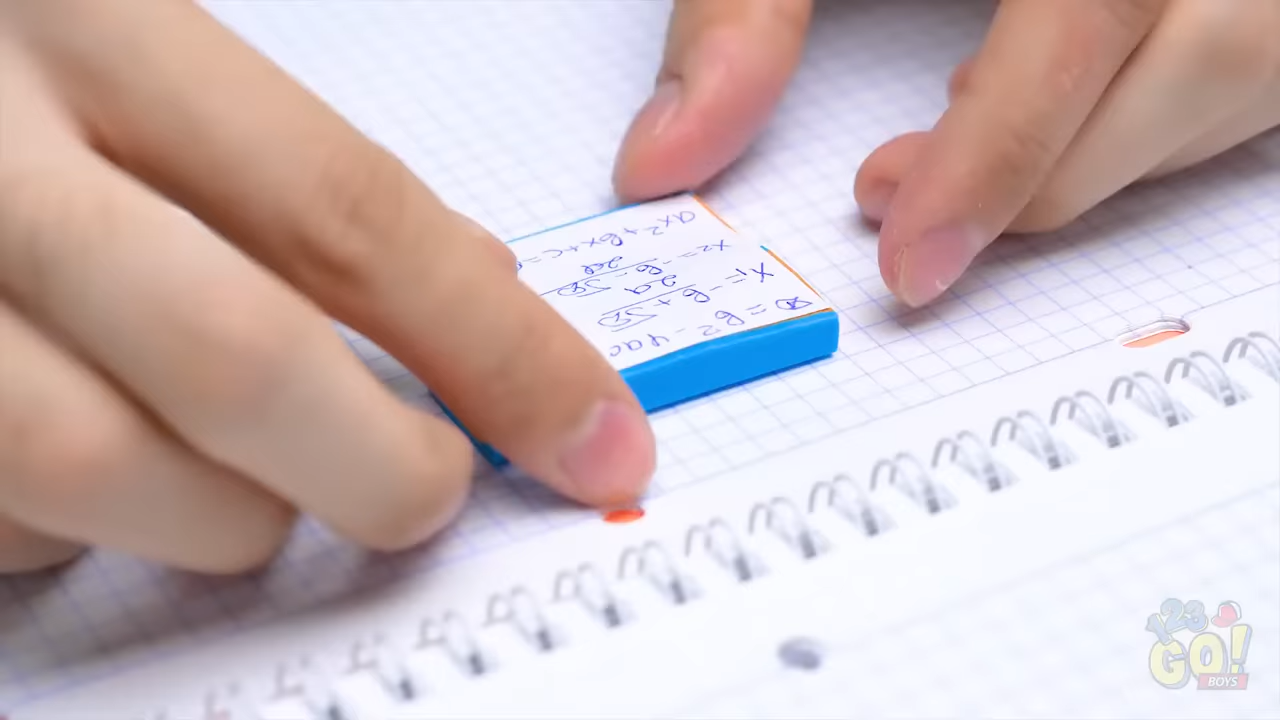 D = b² - 4ac
x₁ = -b + √D
2a
x₂ = -b - √D
2a
ax² + bx + c =
123 GO!
BOYS